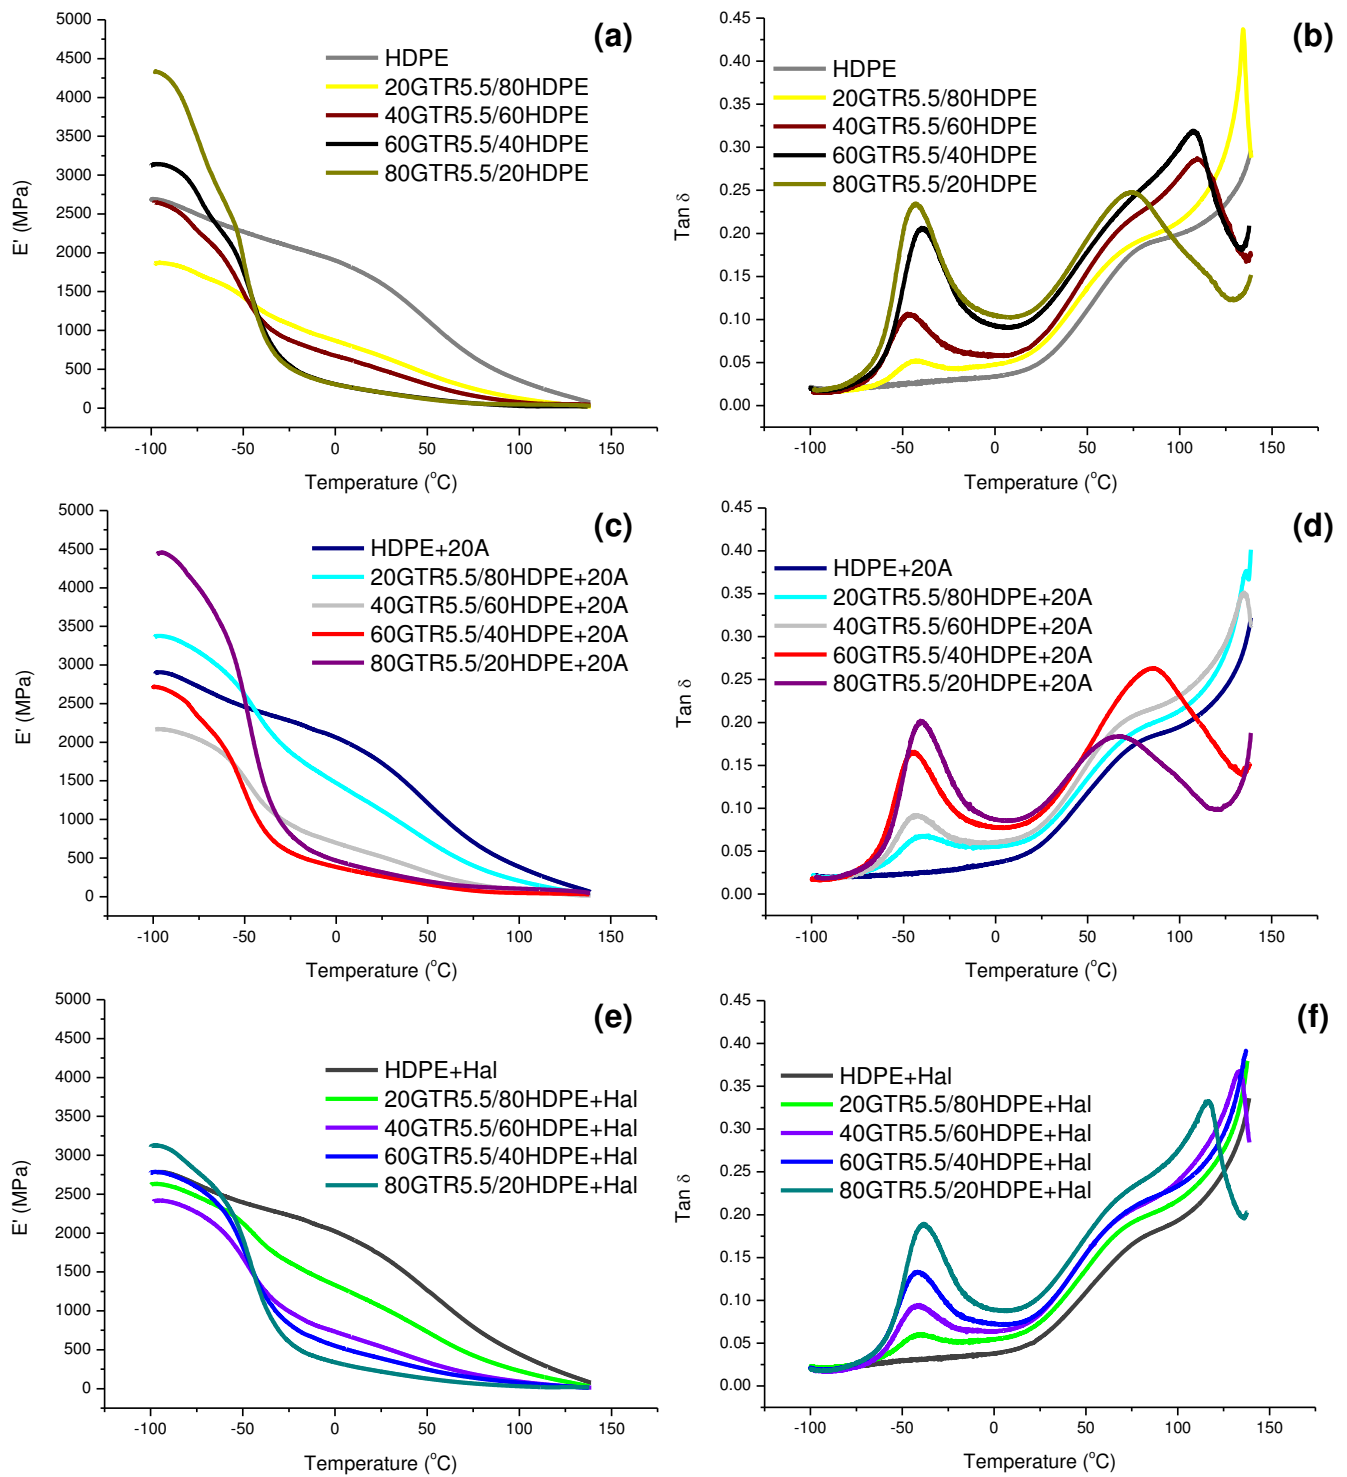 (a)
HDPE
20GTR5.5/80HDPE
40GTR5.5/60HDPE
60GTR5.5/40HDPE
80GTR5.5/20HDPE
5000
4500
4000
3500
3000
2500
2000
1500
1000
500
0
E' (MPa)
-100 -50 0 50 100 150
Temperature (°C)
(b)
HDPE
20GTR5.5/80HDPE
40GTR5.5/60HDPE
60GTR5.5/40HDPE
80GTR5.5/20HDPE
0.45
0.40
0.35
0.30
0.25
0.20
0.15
0.10
0.05
0.00
Tan δ
-100 -50 0 50 100 150
Temperature (°C)
(c)
HDPE+20A
20GTR5.5/80HDPE+20A
40GTR5.5/60HDPE+20A
60GTR5.5/40HDPE+20A
80GTR5.5/20HDPE+20A
5000
4500
4000
3500
3000
2500
2000
1500
1000
500
0
E' (MPa)
-100 -50 0 50 100 150
Temperature (°C)
(d)
HDPE+20A
20GTR5.5/80HDPE+20A
40GTR5.5/60HDPE+20A
60GTR5.5/40HDPE+20A
80GTR5.5/20HDPE+20A
0.45
0.40
0.35
0.30
0.25
0.20
0.15
0.10
0.05
0.00
Tan δ
-100 -50 0 50 100 150
Temperature (°C)
(e)
HDPE+Hal
20GTR5.5/80HDPE+Hal
40GTR5.5/60HDPE+Hal
60GTR5.5/40HDPE+Hal
80GTR5.5/20HDPE+Hal
5000
4500
4000
3500
3000
2500
2000
1500
1000
500
0
E' (MPa)
-100 -50 0 50 100 150
Temperature (°C)
(f)
HDPE+Hal
20GTR5.5/80HDPE+Hal
40GTR5.5/60HDPE+Hal
60GTR5.5/40HDPE+Hal
80GTR5.5/20HDPE+Hal
0.45
0.40
0.35
0.30
0.25
0.20
0.15
0.10
0.05
0.00
Tan δ
-100 -50 0 50 100 150
Temperature (°C)